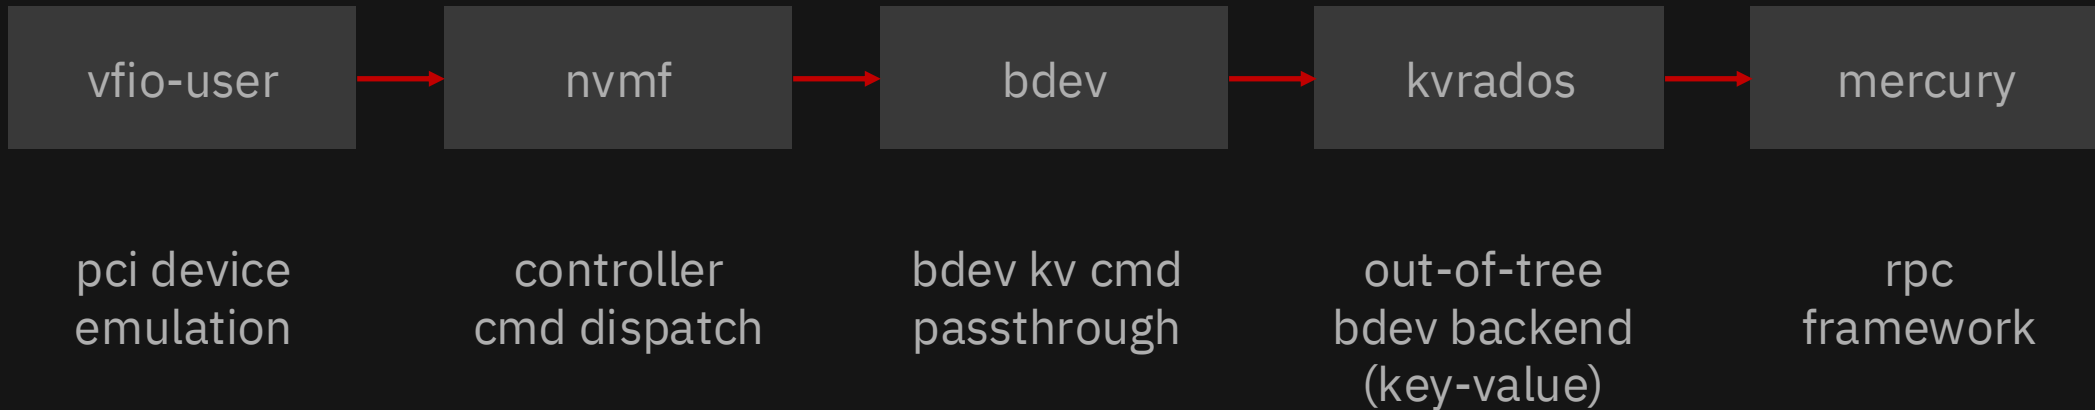 vfio-user
nvmf
bdev
kvrados
mercury
pci device
emulation
controller
cmd dispatch
bdev kv cmd
passthrough
out-of-tree
bdev backend
(key-value)
rpc
framework